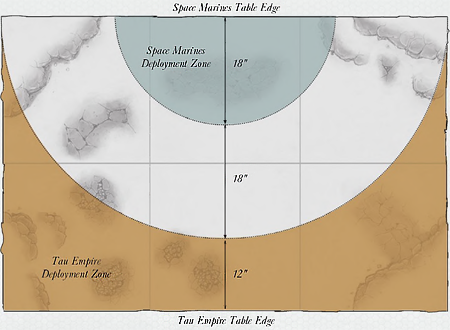 Space Marines Table Edge
Space Marines
Deployment Zone
18"
18"
12"
Tau Empire
Deployment Zone
Tau Empire Table Edge